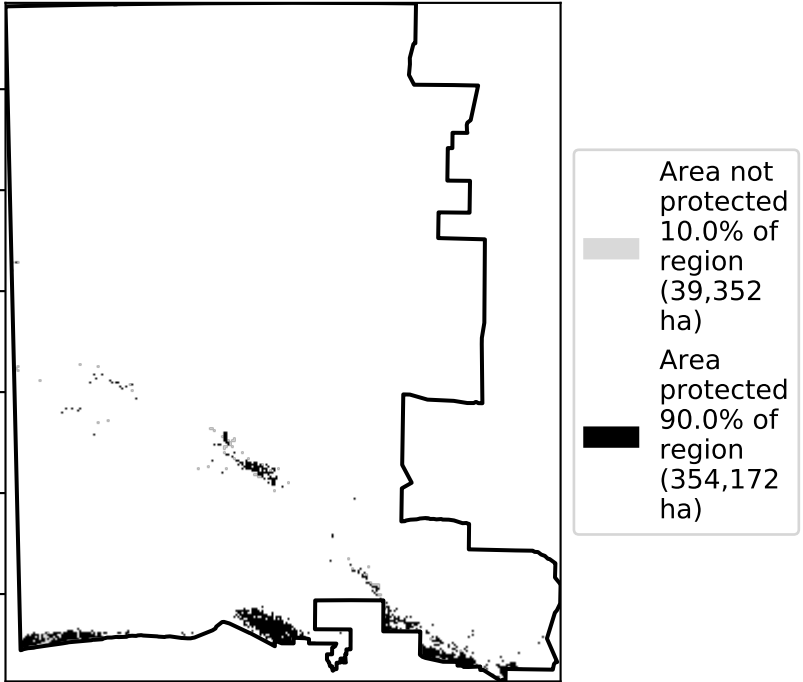 Area not
protected
10.0% of
region
(39,352
ha)
Area
protected
90.0% of
region
(354,172
ha)